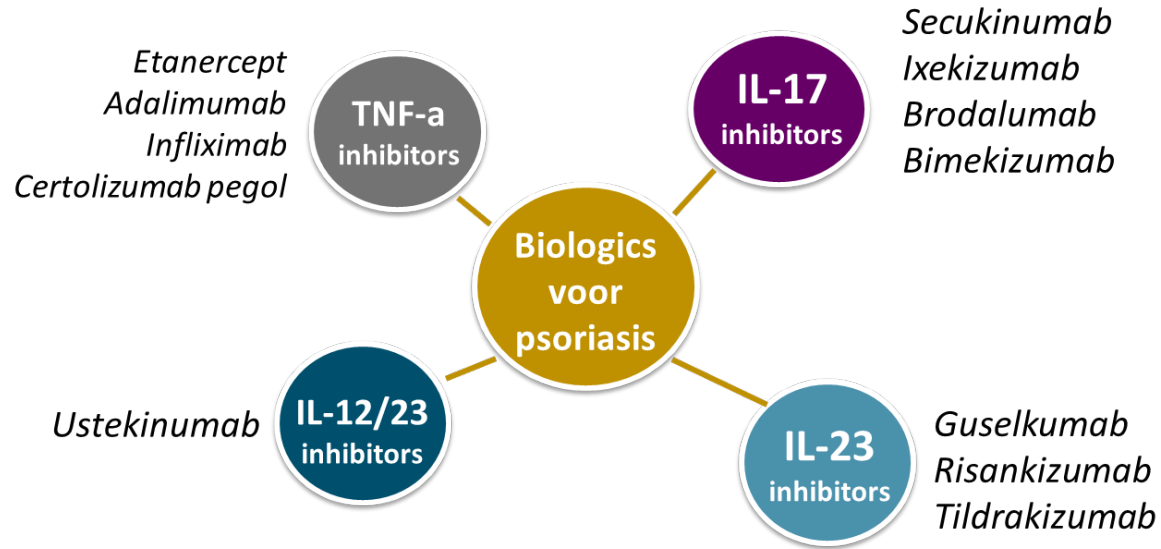 Etanercept
Adalimumab
Infliximab
Certolizumab pegol
TNF-a
inhibitors
IL-17
inhibitors
Secukinumab
Ixekizumab
Brodalumab
Bimekizumab
Biologics
voor
psoriasis
Ustekinumab
IL-12/23
inhibitors
IL-23
inhibitors
Guselkumab
Risankizumab
Tildrakizumab